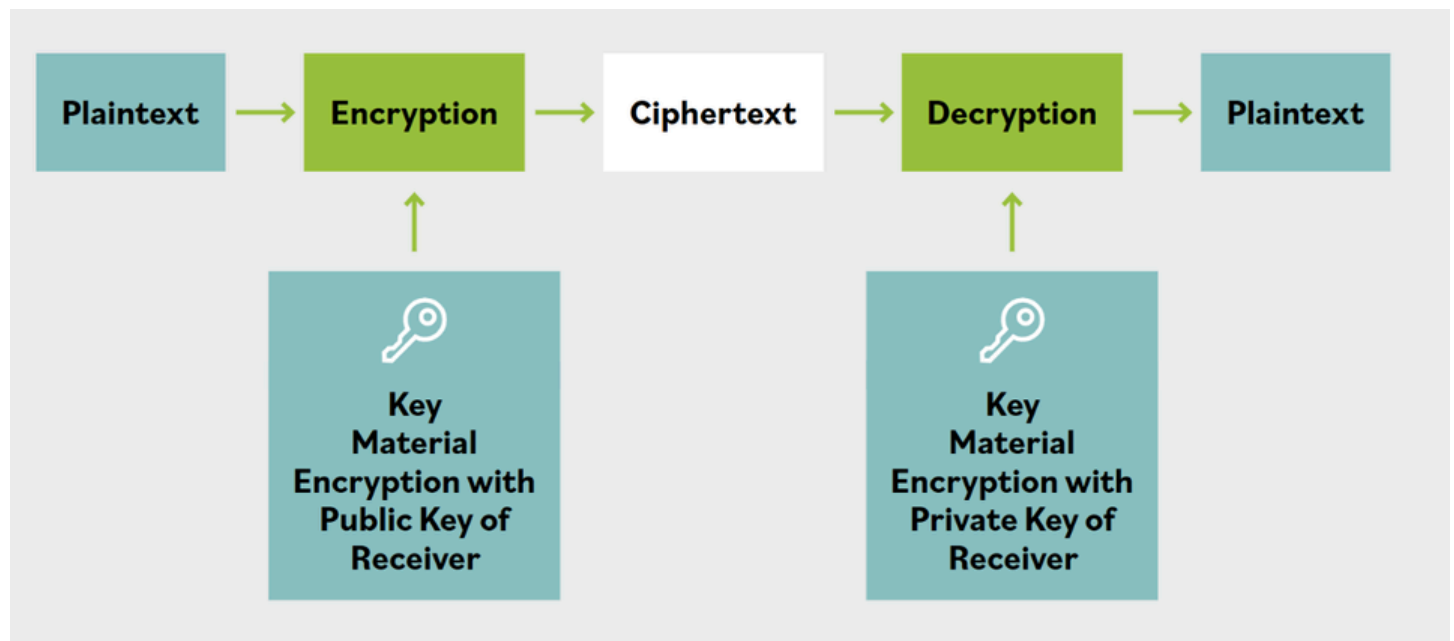 Plaintext
Encryption
Ciphertext
Decryption
Plaintext
Key
Material
Encryption with
Public Key of
Receiver
Key
Material
Encryption with
Private Key of
Receiver